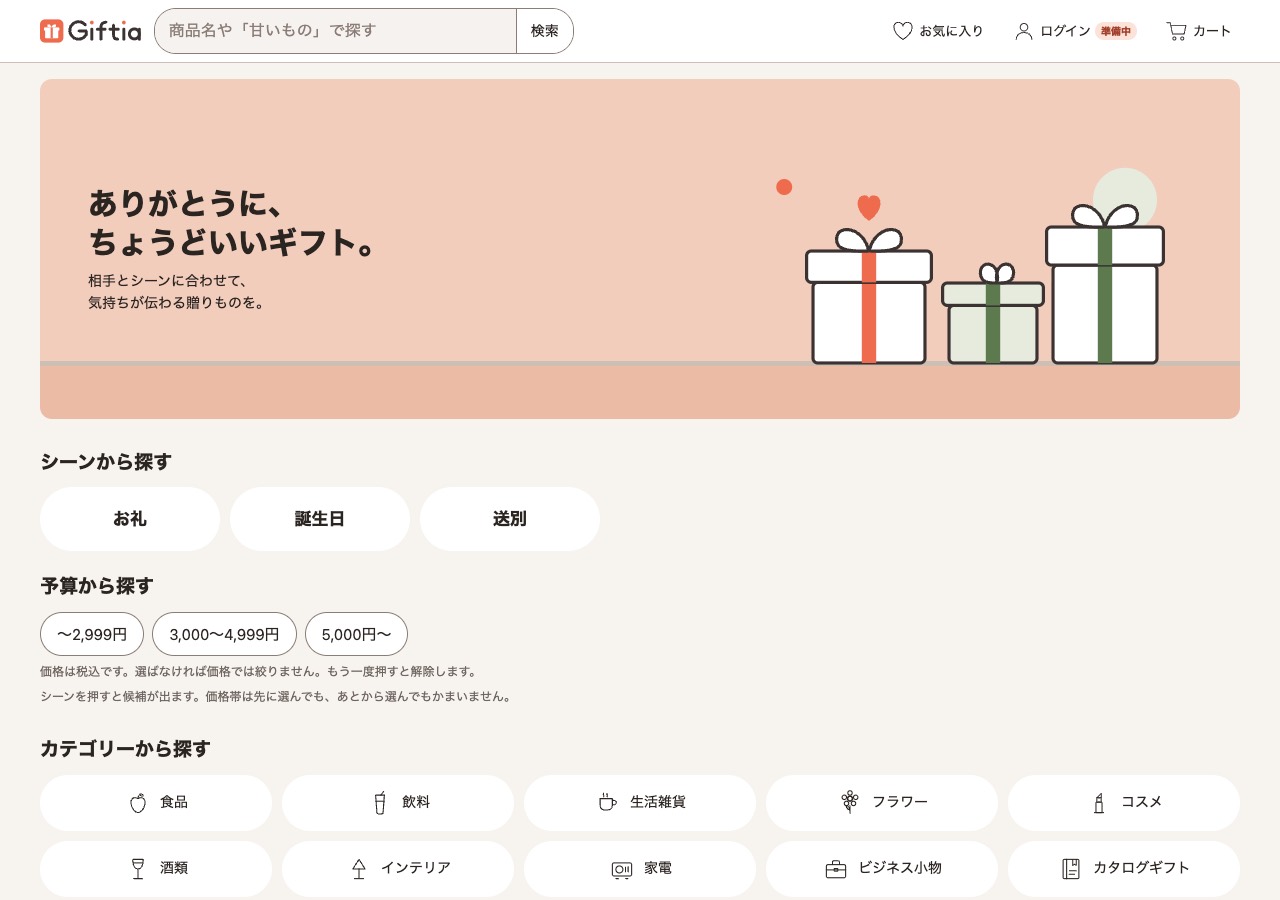 Giftia
商品名や「甘いもの」で探す
検索
お気に入り
ログイン
準備中
カート
ありがとうに、
ちょうどいいギフト。
相手とシーンに合わせて、
気持ちが伝わる贈りものを。
シーンから探す
お礼
誕生日
送別
予算から探す
〜2,999円
3,000〜4,999円
5,000円〜
価格は税込です。選ばなければ価格では絞りません。もう一度押すと解除します。
シーンを押すと候補が出ます。価格帯は先に選んでも、あとから選んでもかまいません。
カテゴリーから探す
食品
飲料
生活雑貨
フラワー
コスメ
酒類
インテリア
家電
ビジネス小物
カタログギフト